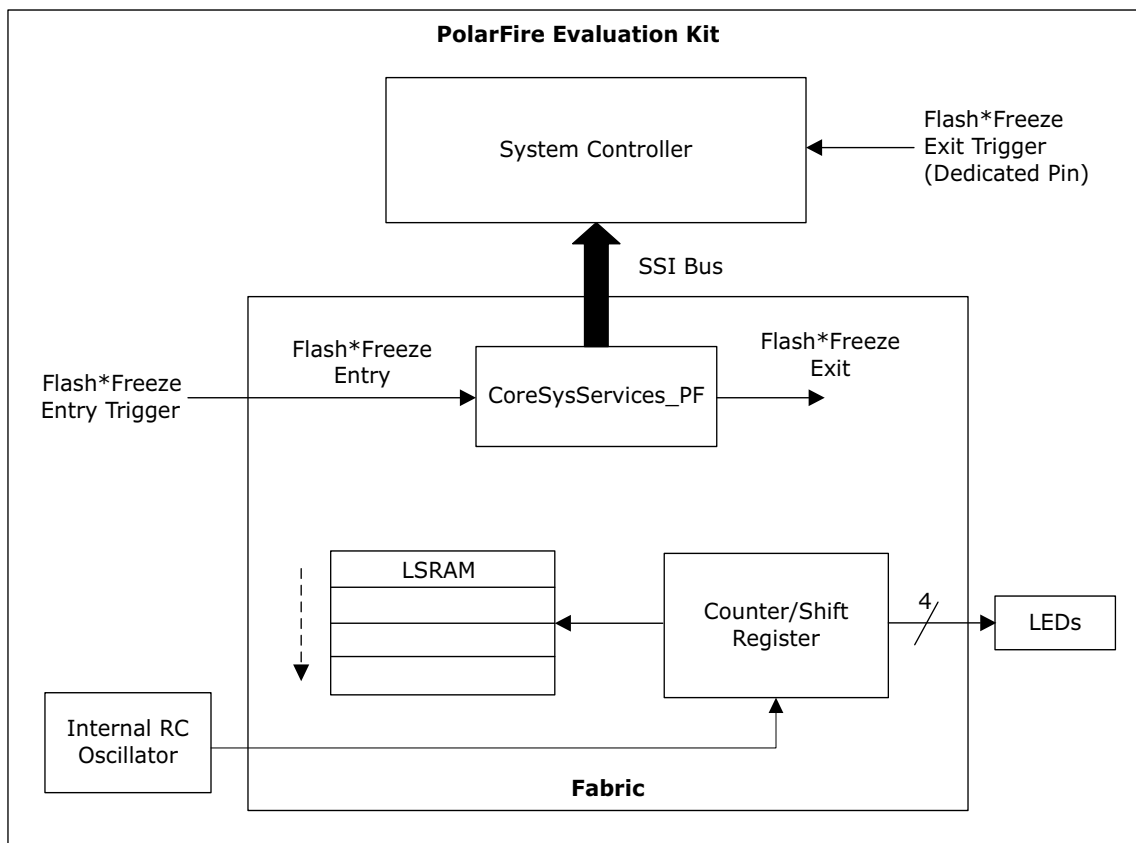 PolarFire Evaluation Kit
System Controller
Flash*Freeze
Exit Trigger
(Dedicated Pin)
SSI Bus
Flash*Freeze
Entry Trigger
Flash*Freeze
Entry
CoreSysServices_PF
Flash*Freeze
Exit
LSRAM
Counter/Shift
Register
4
LEDs
Internal RC
Oscillator
Fabric